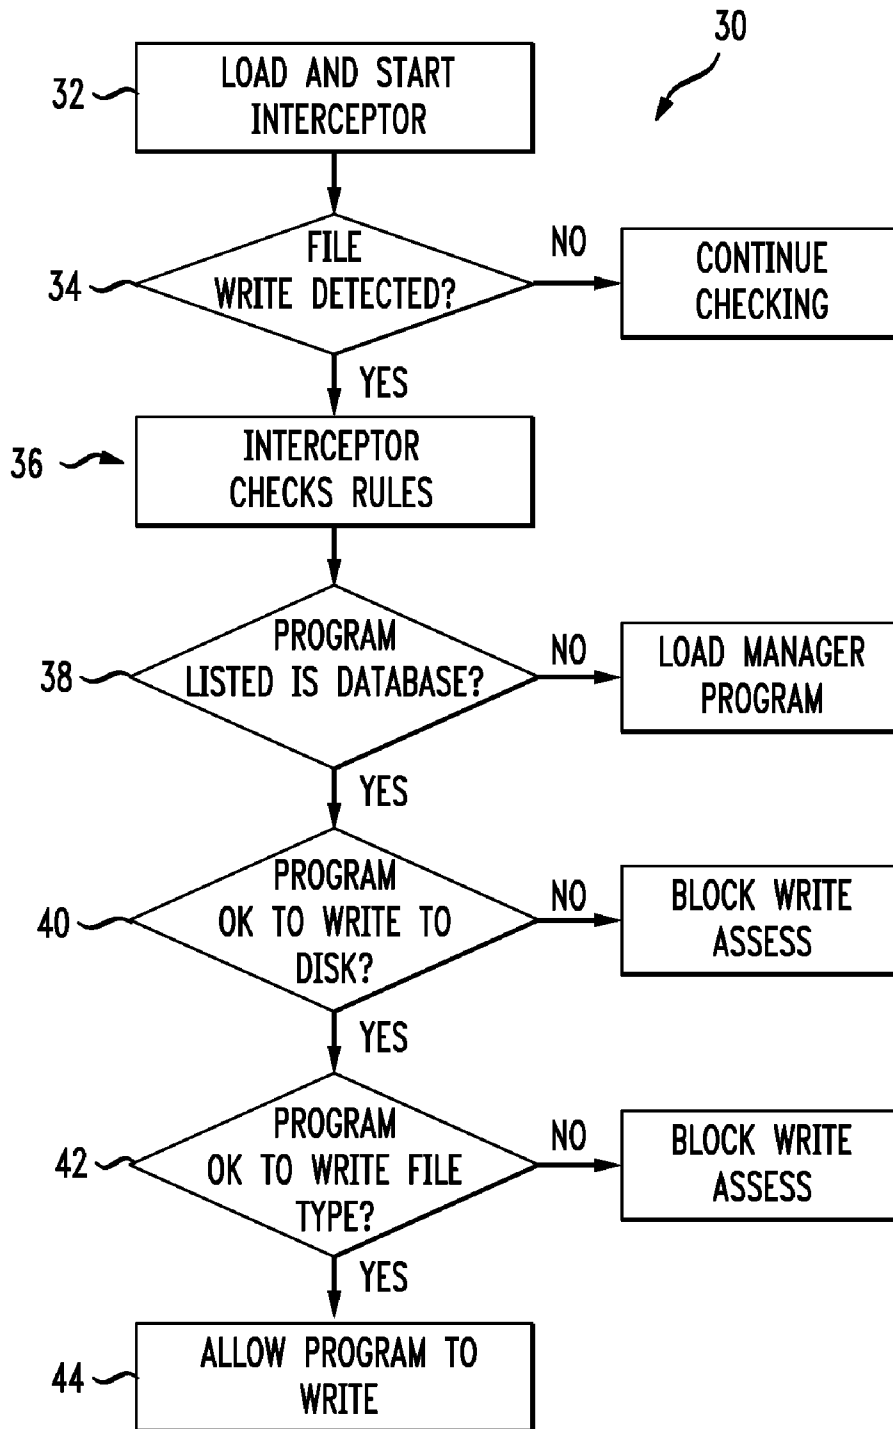 30
32
LOAD AND START
INTERCEPTOR
34
FILE
WRITE DETECTED?
NO
CONTINUE
CHECKING
YES
36
INTERCEPTOR
CHECKS RULES
38
PROGRAM
LISTED IS DATABASE?
NO
LOAD MANAGER
PROGRAM
YES
40
PROGRAM
OK TO WRITE TO
DISK?
NO
BLOCK WRITE
ASSESS
YES
42
PROGRAM
OK TO WRITE FILE
TYPE?
NO
BLOCK WRITE
ASSESS
YES
44
ALLOW PROGRAM TO
WRITE